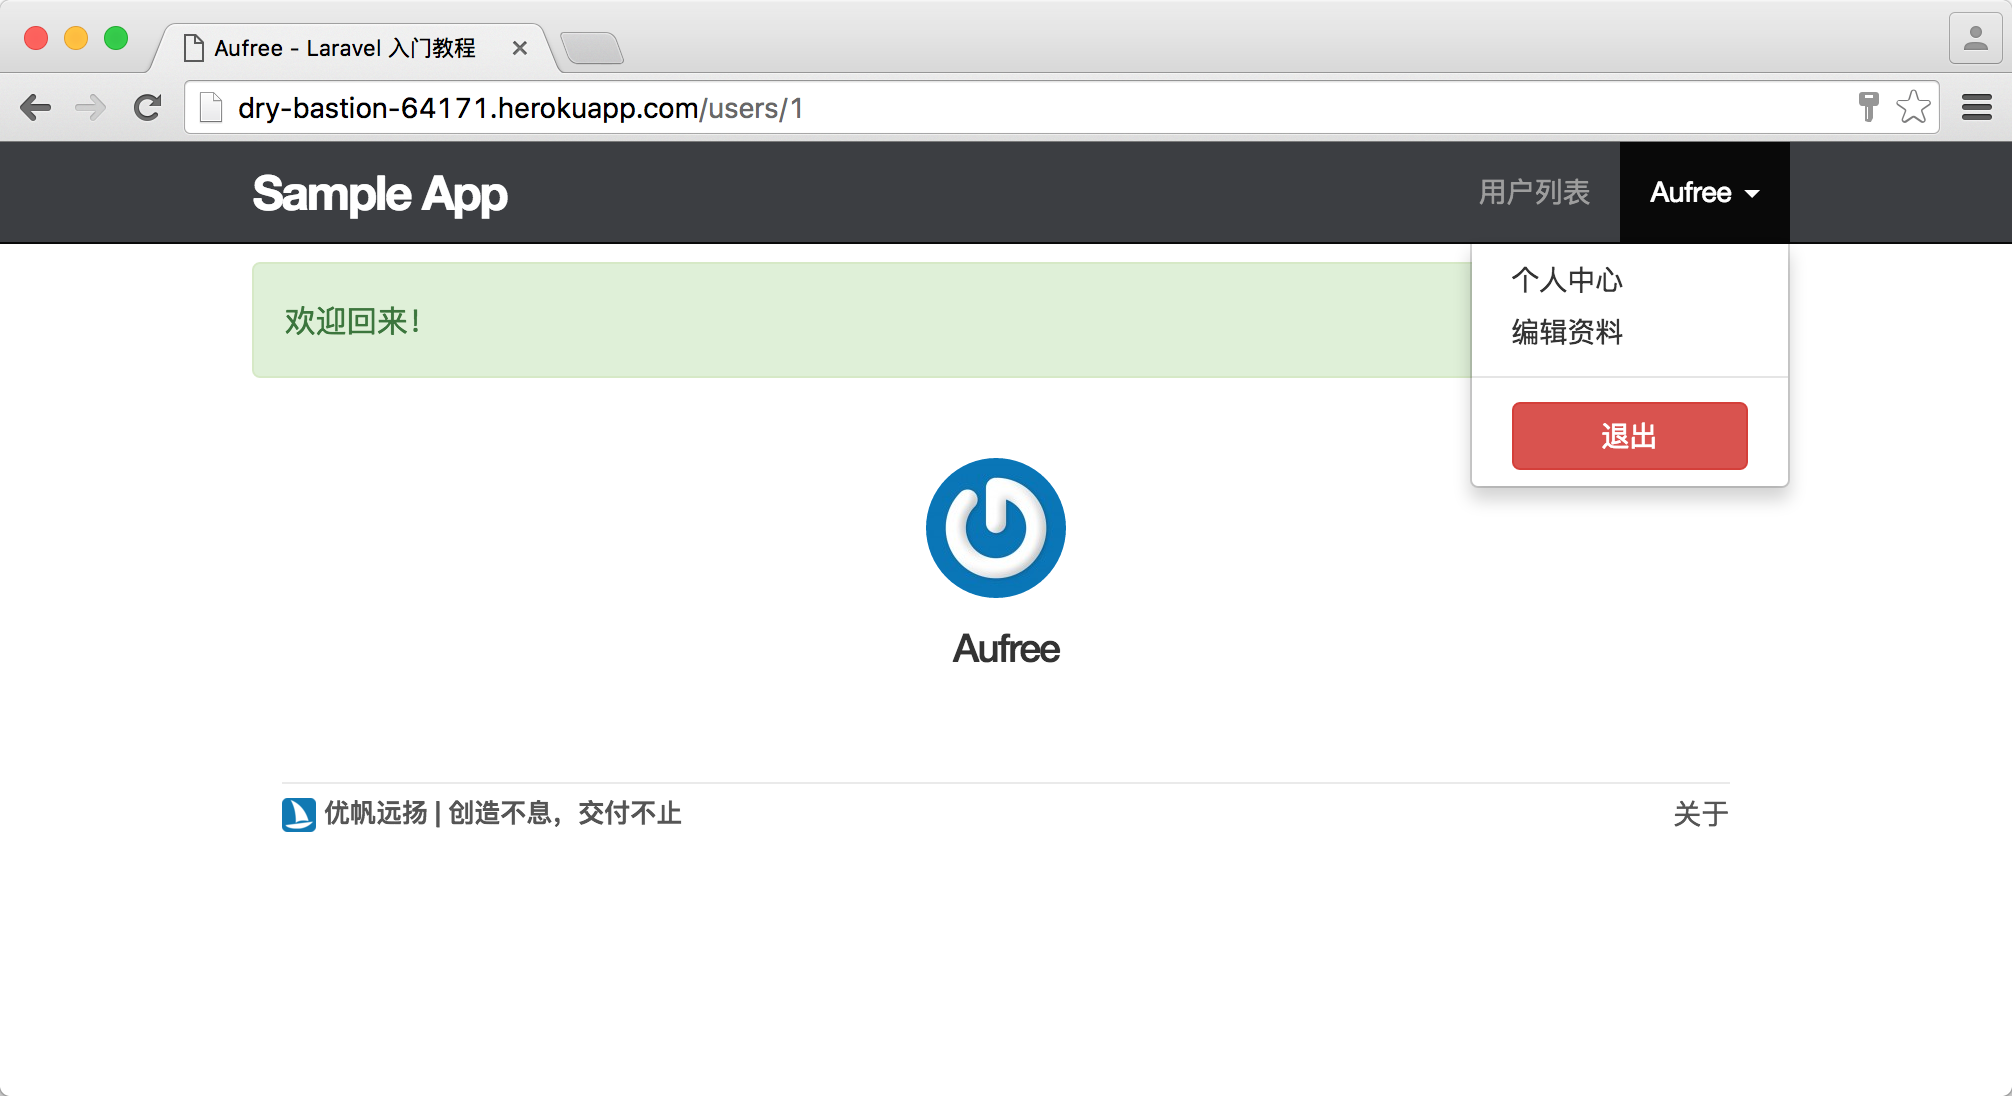 Aufree - Laravel 入门教程
dry-bastion-64171.herokuapp.com/users/1
Sample App
用户列表
Aufree
个人中心
编辑资料
退出
欢迎回来！
Aufree
优帆远扬 | 创造不息，交付不止
关于